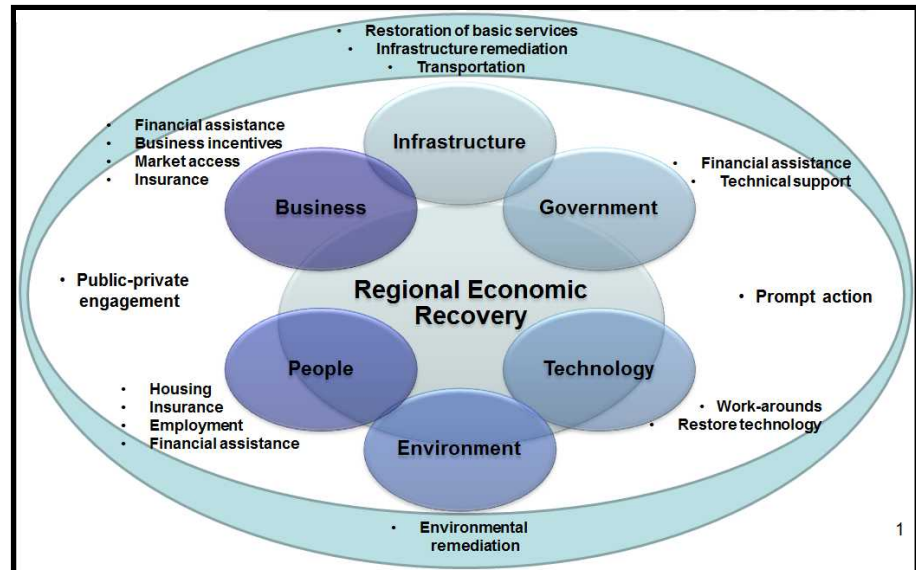 • Restoration of basic services
• Infrastructure remediation
• Transportation
• Financial assistance
• Business incentives
• Market access
• Insurance
Infrastructure
• Financial assistance
• Technical support
Business
Government
• Public-private
engagement
Regional Economic
Recovery
• Prompt action
People
Technology
• Housing
• Insurance
• Employment
• Financial assistance
• Work-arounds
• Restore technology
Environment
• Environmental
remediation
1